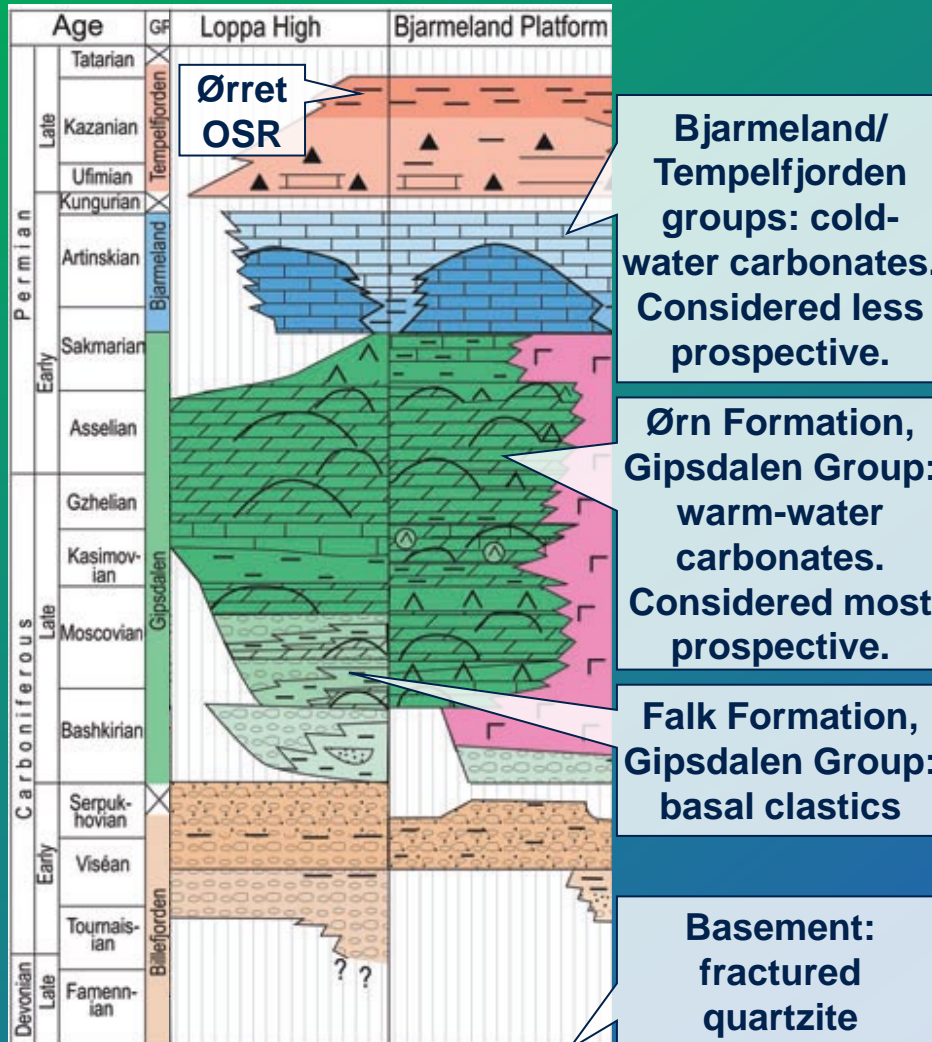 Age
GF
Loppa High
Bjarmeland Platform
Permian
Late
Tatarian
Kazanian
Ufimian
Early
Kungurian
Artinskian
Sakmarian
Asselian
Carboniferous
Late
Gzhelian
Kasimov-
ian
Moscovian
Bashkirian
Early
Serpuk-
hovian
Viséan
Tournais-
ian
Devonian
Late
Famenn-
ian
Tempelfjorden
Bjarmeland
Gipsdalen
Billefjorden
Ørret
OSR
? ?
Bjarmeland/
Tempelfjorden
groups: cold-
water carbonates.
Considered less
prospective.
Ørn Formation,
Gipsdalen Group:
warm-water
carbonates.
Considered most
prospective.
Falk Formation,
Gipsdalen Group:
basal clastics
Basement:
fractured
quartzite